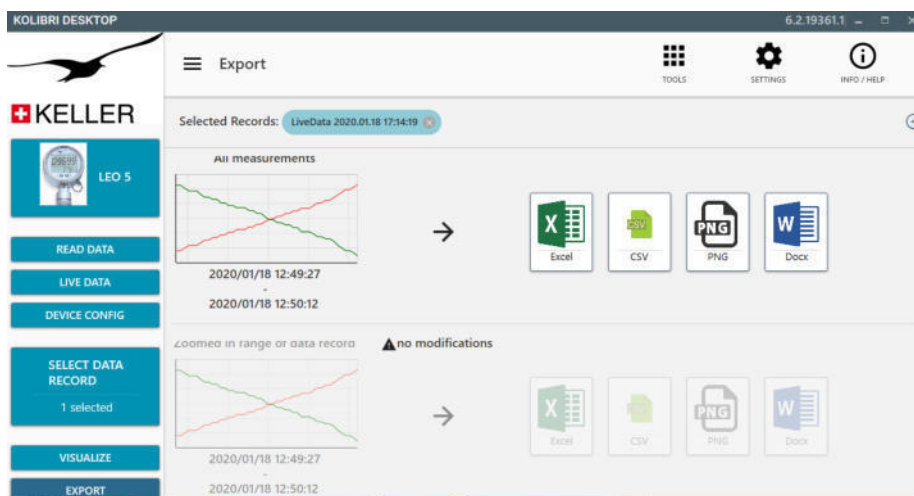 KOLIBRI DESKTOP
6.2.19361.1
KELLER
LEO 5
READ DATA
LIVE DATA
DEVICE CONFIG
SELECT DATA
RECORD
1 selected
VISUALIZE
EXPORT
Export
TOOLS
SETTINGS
INFO / HELP
Selected Records: LiveData 2020.01.18 17:14:19
All measurements
2020/01/18 12:49:27
-
2020/01/18 12:50:12
X
Excel
CSV
CSV
PNG
PNG
W
Docx
Zoomed in range of data record
no modifications
2020/01/18 12:49:27
-
2020/01/18 12:50:12
X
Excel
CSV
CSV
PNG
PNG
W
Docx